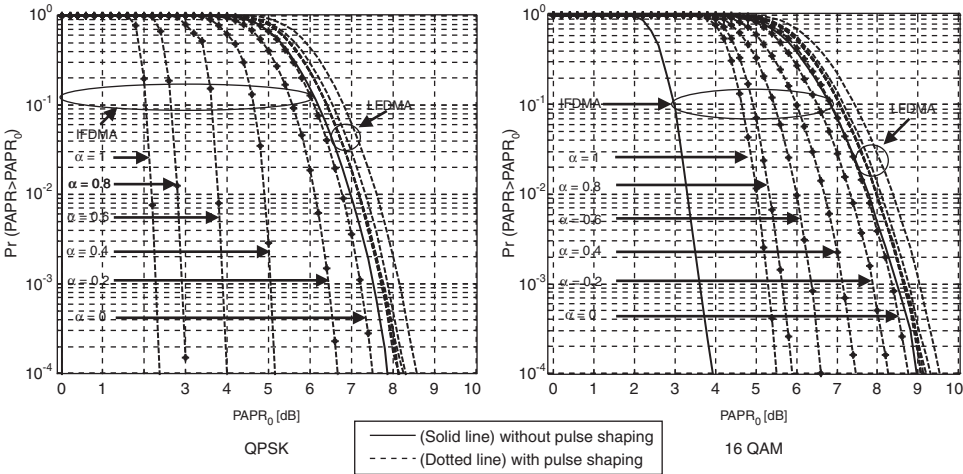 10⁰
10⁻¹
10⁻²
10⁻³
10⁻⁴
Pr (PAPR>PAPR₀)
IFDMA
LFDMA
α = 1
α = 0.8
α = 0.6
α = 0.4
α = 0.2
α = 0
0 1 2 3 4 5 6 7 8 9 10
PAPR₀ [dB]
QPSK
10⁰
10⁻¹
10⁻²
10⁻³
10⁻⁴
Pr (PAPR>PAPR₀)
IFDMA
LFDMA
α = 1
α = 0.8
α = 0.6
α = 0.4
α = 0.2
α = 0
0 1 2 3 4 5 6 7 8 9 10
PAPR₀ [dB]
16 QAM
(Solid line) without pulse shaping
(Dotted line) with pulse shaping